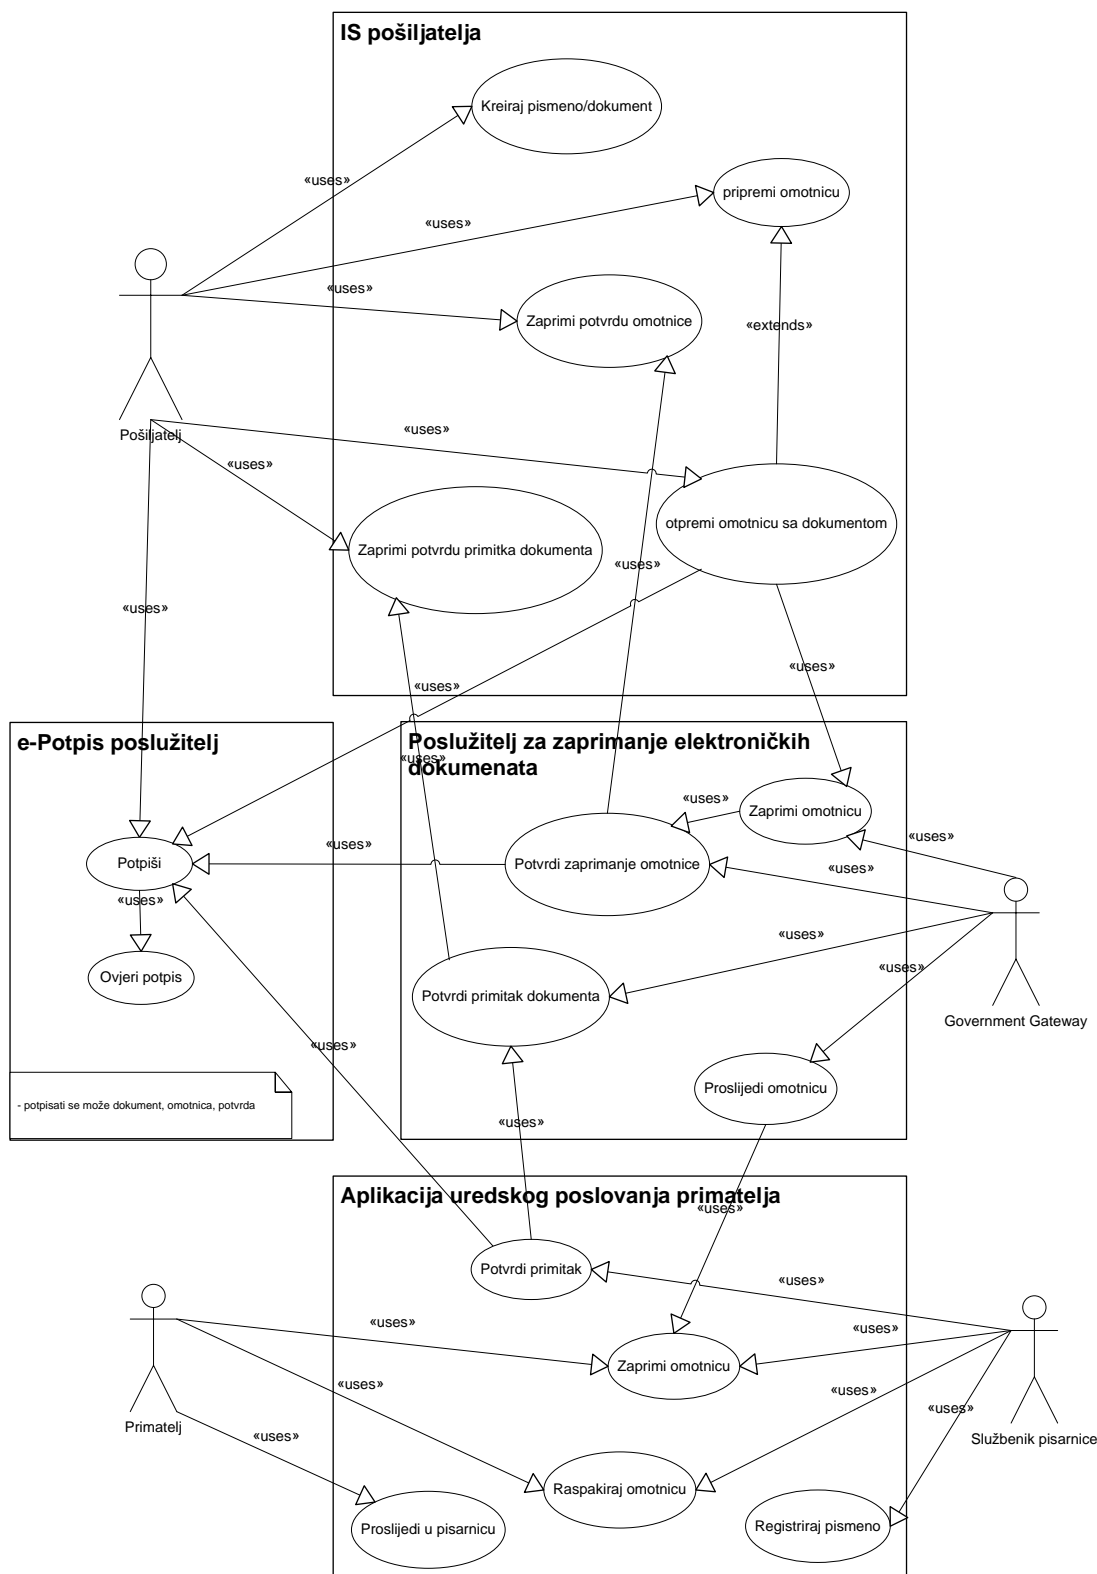 IS pošiljatelja
Kreiraj pismeno/dokument
«uses»
pripremi omotnicu
«uses»
«uses»
Zaprimi potvrdu omotnice
«extends»
Pošiljatelj
«uses»
«uses»
otpremi omotnicu sa dokumentom
Zaprimi potvrdu primitka dokumenta
«uses»
«uses»
«uses»
«uses»
e-Potpis poslužitelj
Poslužitelj za zaprimanje elektroničkih
dokumenata
«uses»
«uses»
Zaprimi omotnicu
«uses»
«uses»
Potpiši
Potvrdi zaprimanje omotnice
«uses»
«uses»
«uses»
«uses»
Ovjeri potpis
Potvrdi primitak dokumenta
Government Gateway
«uses»
Proslijedi omotnicu
- potpisati se može dokument, omotnica, potvrda
«uses»
Aplikacija uredskog poslovanja primatelja
«uses»
Potvrdi primitak
«uses»
«uses»
«uses»
Zaprimi omotnicu
«uses»
«uses»
«uses»
Primatelj
«uses»
Službenik pisarnice
Raspakiraj omotnicu
Proslijedi u pisarnicu
Registriraj pismeno